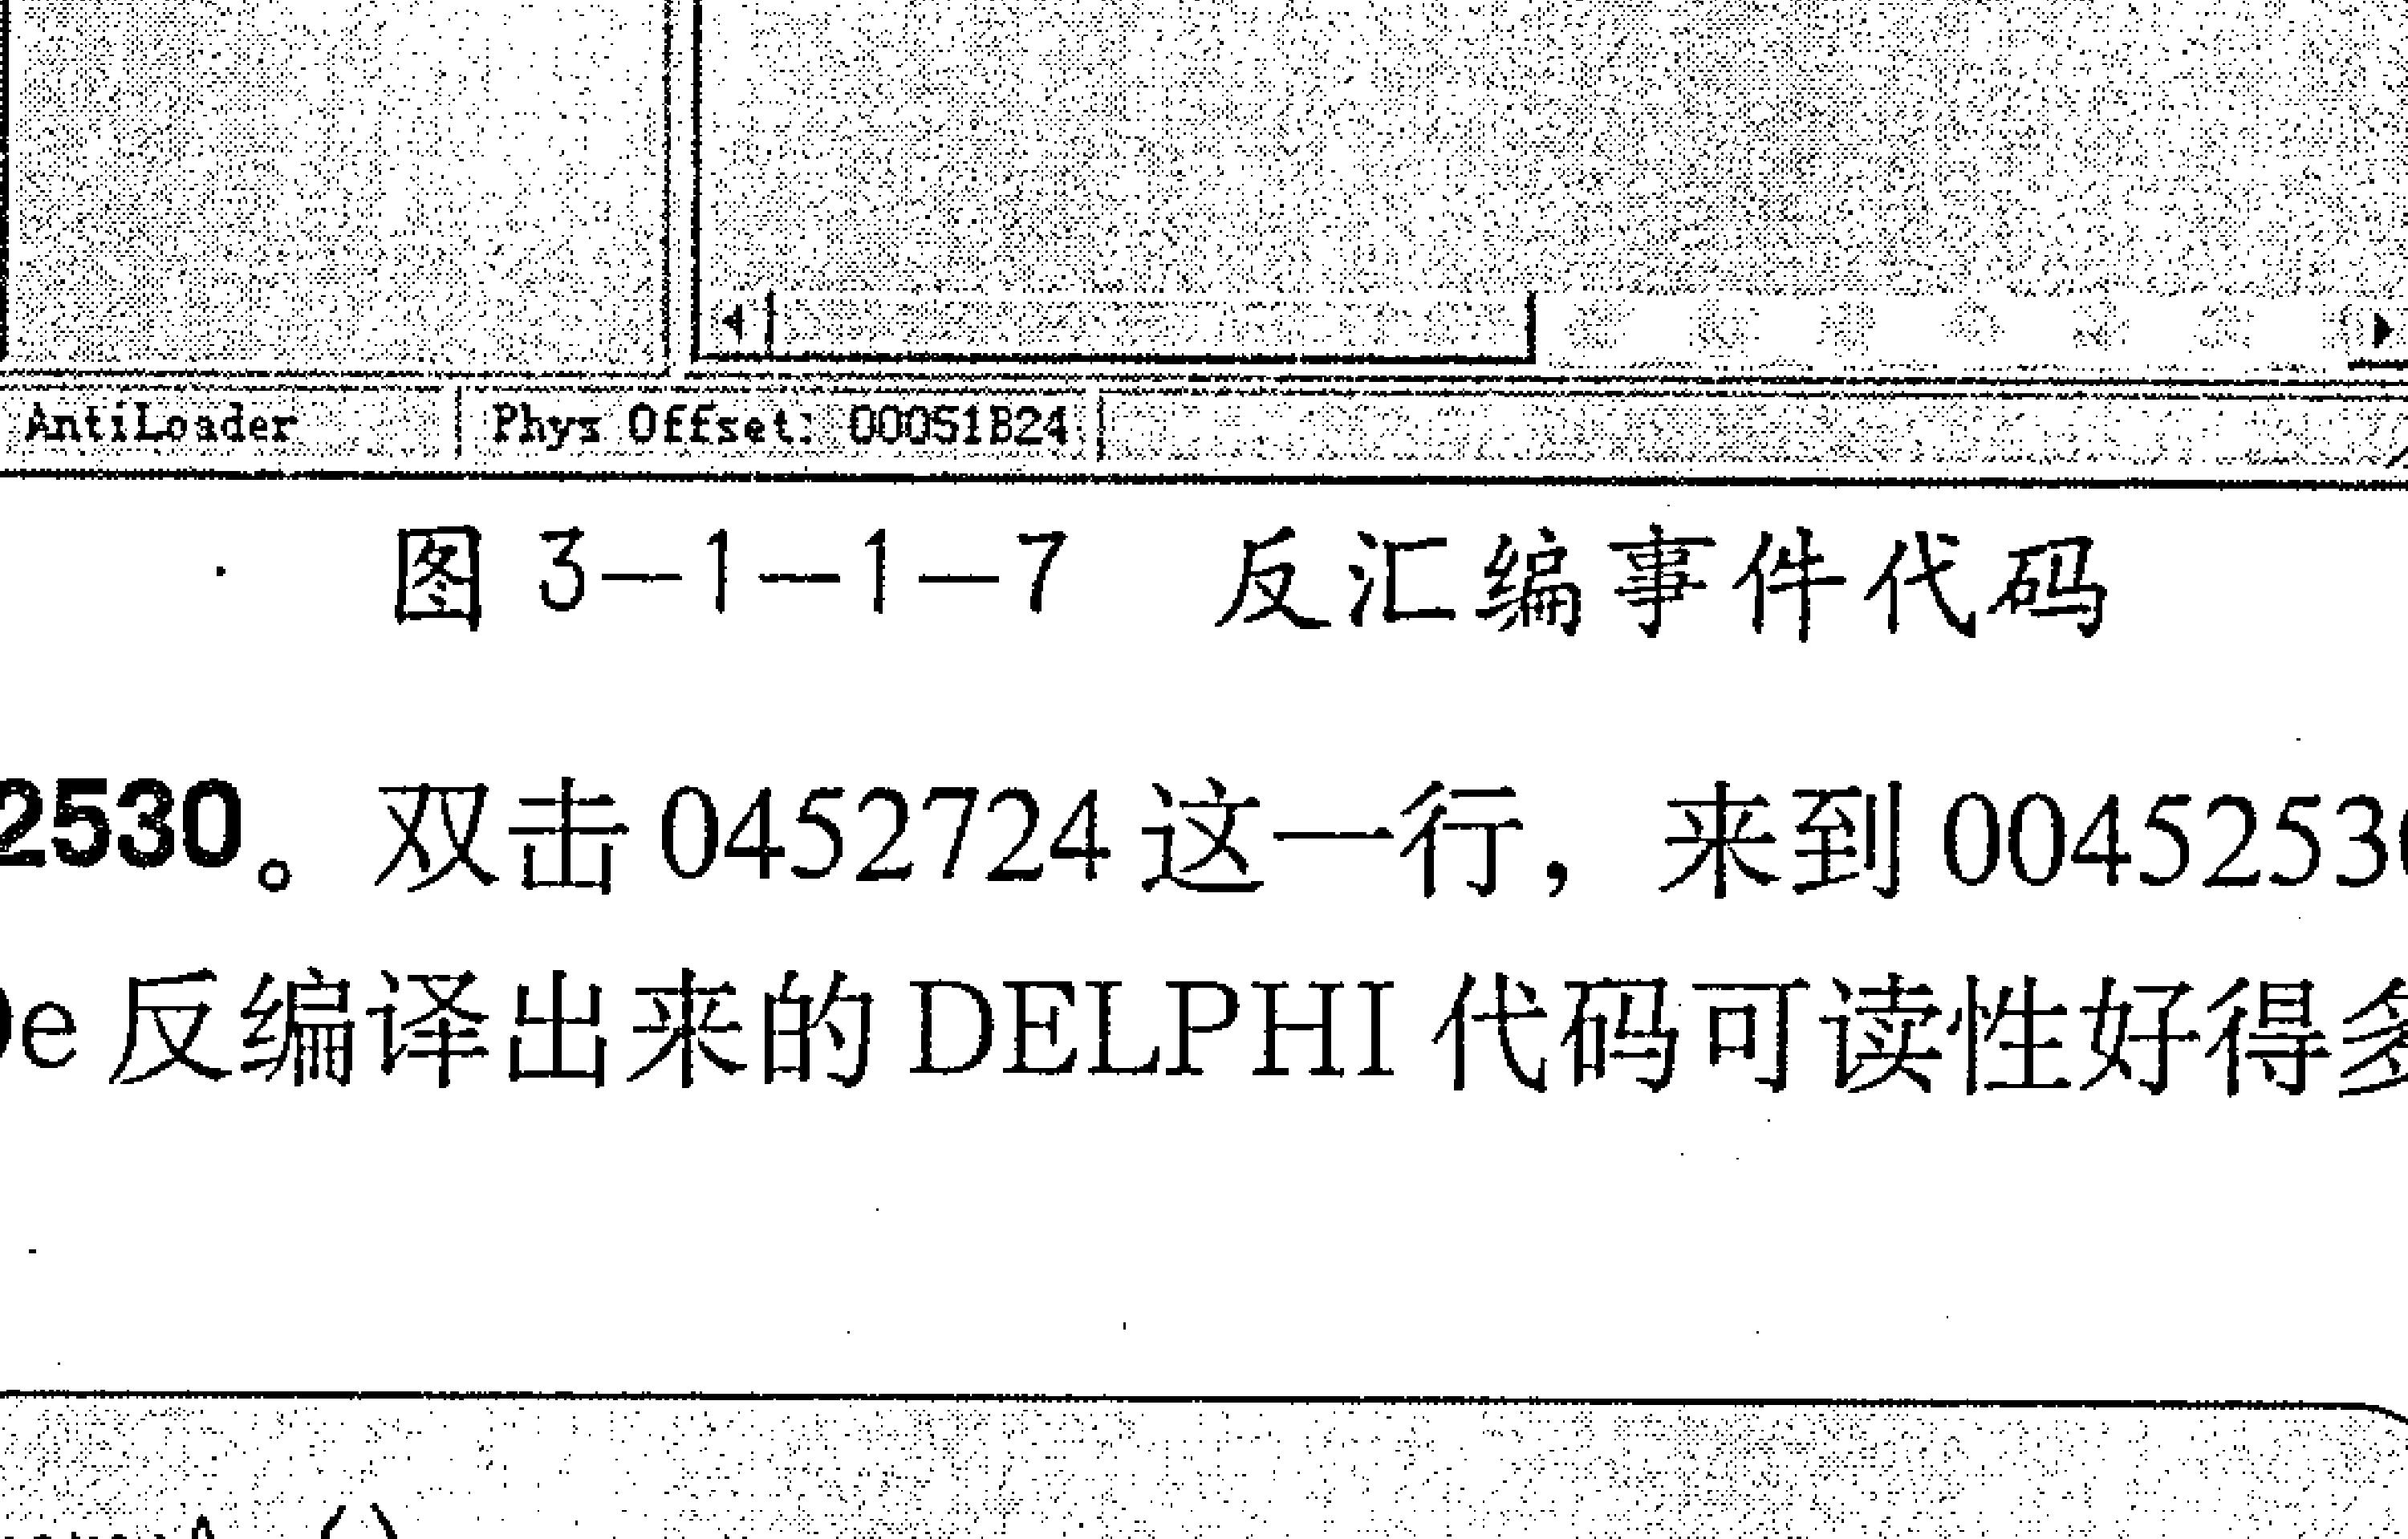 AntiLoader Phys Offset: 00051B24
图 3－1－1－7 反汇编事件代码
2530。双击 0452724 这一行，来到 0045253
e 反编译出来的 DELPHI 代码可读性好得多